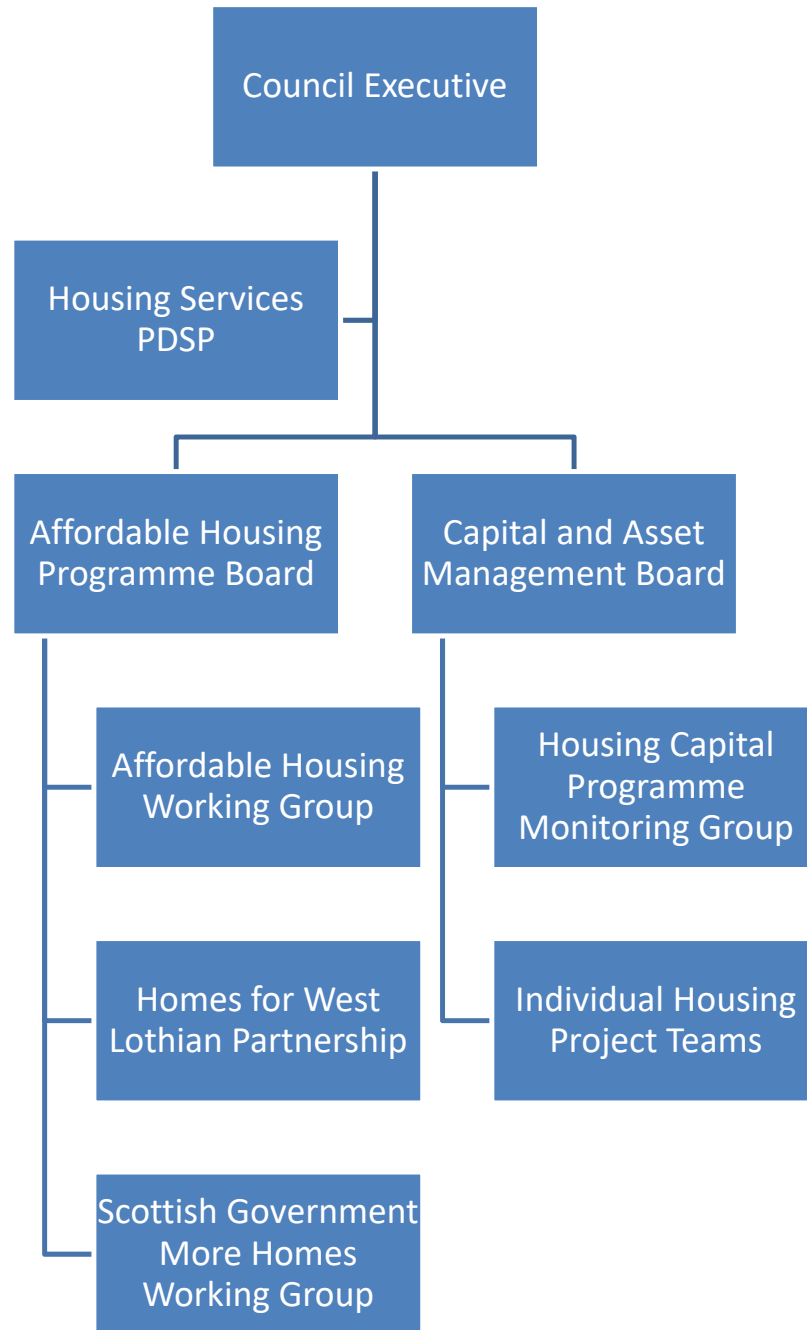 Council Executive
Housing Services
PDSP
Affordable Housing
Programme Board
Capital and Asset
Management Board
Affordable Housing
Working Group
Housing Capital
Programme
Monitoring Group
Homes for West
Lothian Partnership
Individual Housing
Project Teams
Scottish Government
More Homes
Working Group